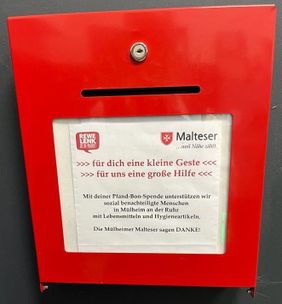 REWE
LENK
Malteser
...weil Nähe zählt.
>>> für dich eine kleine Geste <<<
>>> für uns eine große Hilfe <<<
Mit deiner Pfand-Bon-Spende unterstützen wir
sozial benachteiligte Menschen
in Mülheim an der Ruhr
mit Lebensmitteln und Hygieneartikeln.
Die Mülheimer Malteser sagen DANKE!